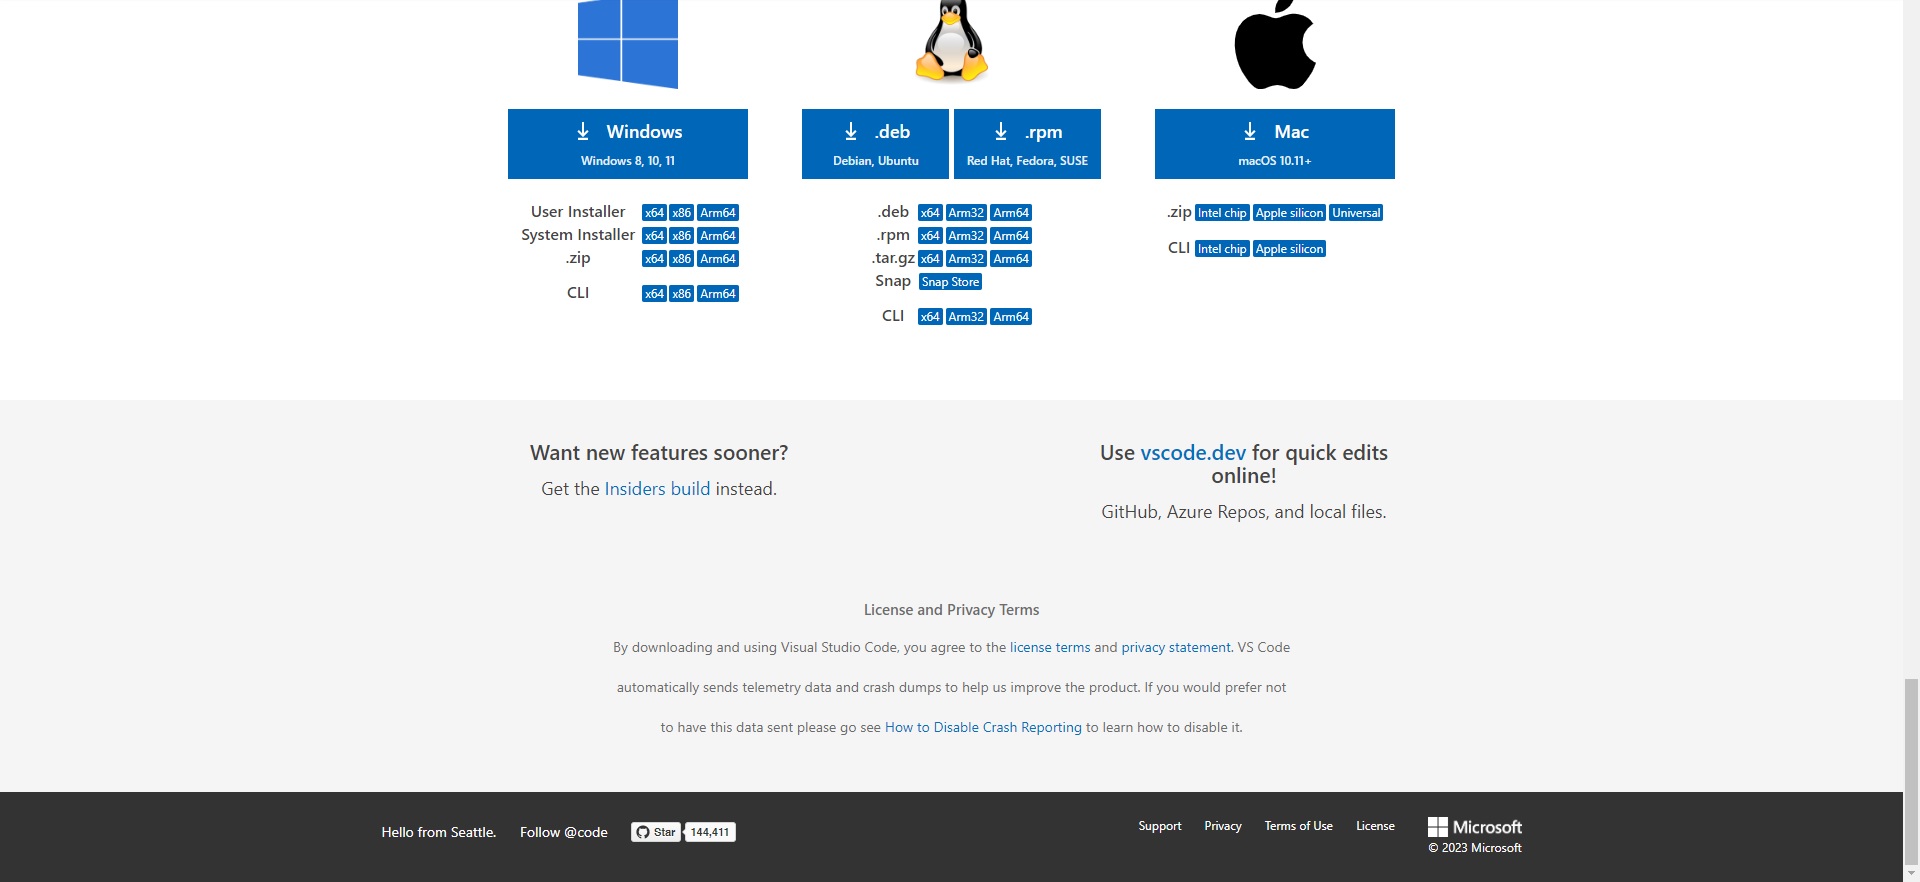 Windows
Windows 8, 10, 11
.deb
Debian, Ubuntu
.rpm
Red Hat, Fedora, SUSE
Mac
macOS 10.11+
User Installer x64 x86 Arm64
System Installer x64 x86 Arm64
.zip x64 x86 Arm64
CLI x64 x86 Arm64
.deb x64 Arm32 Arm64
.rpm x64 Arm32 Arm64
.tar.gz x64 Arm32 Arm64
Snap Snap Store
CLI x64 Arm32 Arm64
.zip Intel chip Apple silicon Universal
CLI Intel chip Apple silicon
Want new features sooner?
Get the Insiders build instead.
Use vscode.dev for quick edits
online!
GitHub, Azure Repos, and local files.
License and Privacy Terms
By downloading and using Visual Studio Code, you agree to the license terms and privacy statement. VS Code
automatically sends telemetry data and crash dumps to help us improve the product. If you would prefer not
to have this data sent please go see How to Disable Crash Reporting to learn how to disable it.
Hello from Seattle. Follow @code Star 144,411
Support Privacy Terms of Use License Microsoft
© 2023 Microsoft